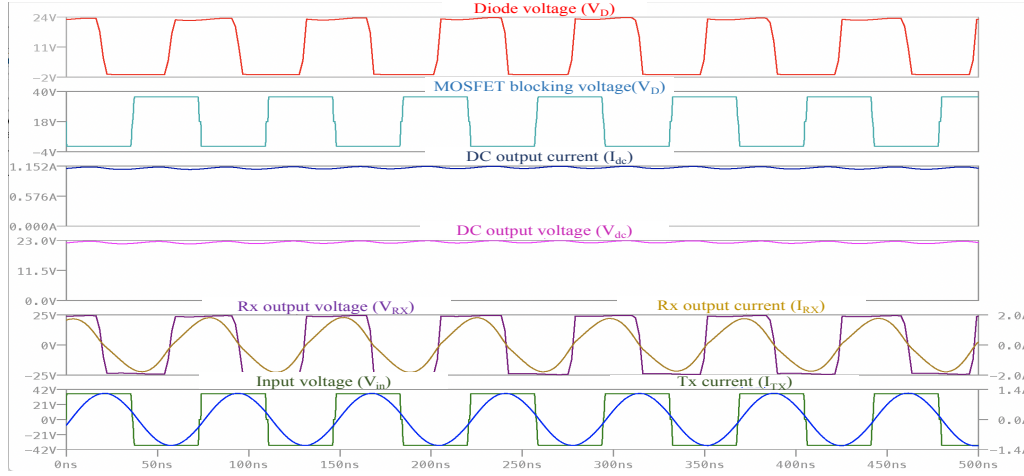 Diode voltage (VD)
24V
11V
−2V
MOSFET blocking voltage(VD)
40V
18V
−4V
DC output current (Idc)
1.152A
0.576A
0.000A
DC output voltage (Vdc)
23.0V
11.5V
0.0V
Rx output voltage (VRX) Rx output current (IRX)
25V 2.0A
0V 0.0A
−25V −2.0A
Input voltage (Vin) Tx current (ITX)
42V 1.4A
21V
0V 0.0A
−21V
−42V −1.4A
0ns 50ns 100ns 150ns 200ns 250ns 300ns 350ns 400ns 450ns 500ns